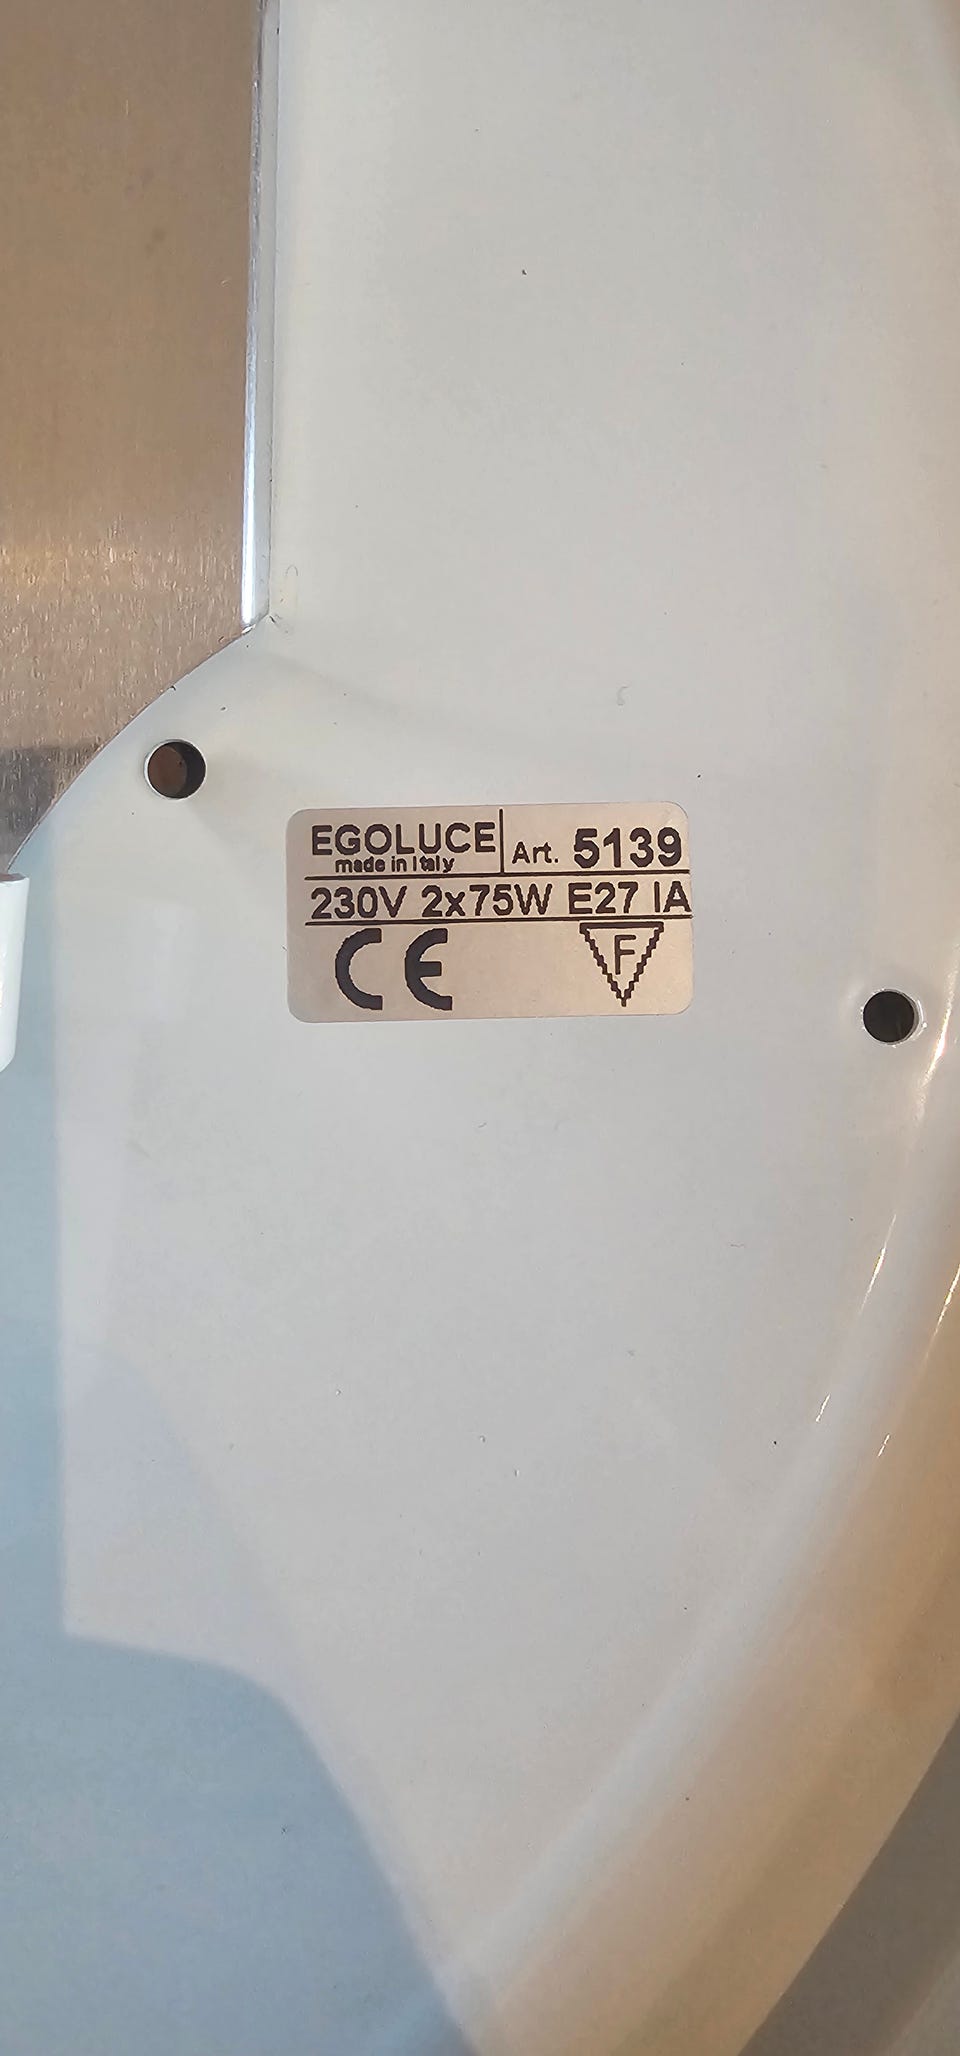 EGOLUCE Art. 5139
made in Italy
230V 2x75W E27 IA
CE F